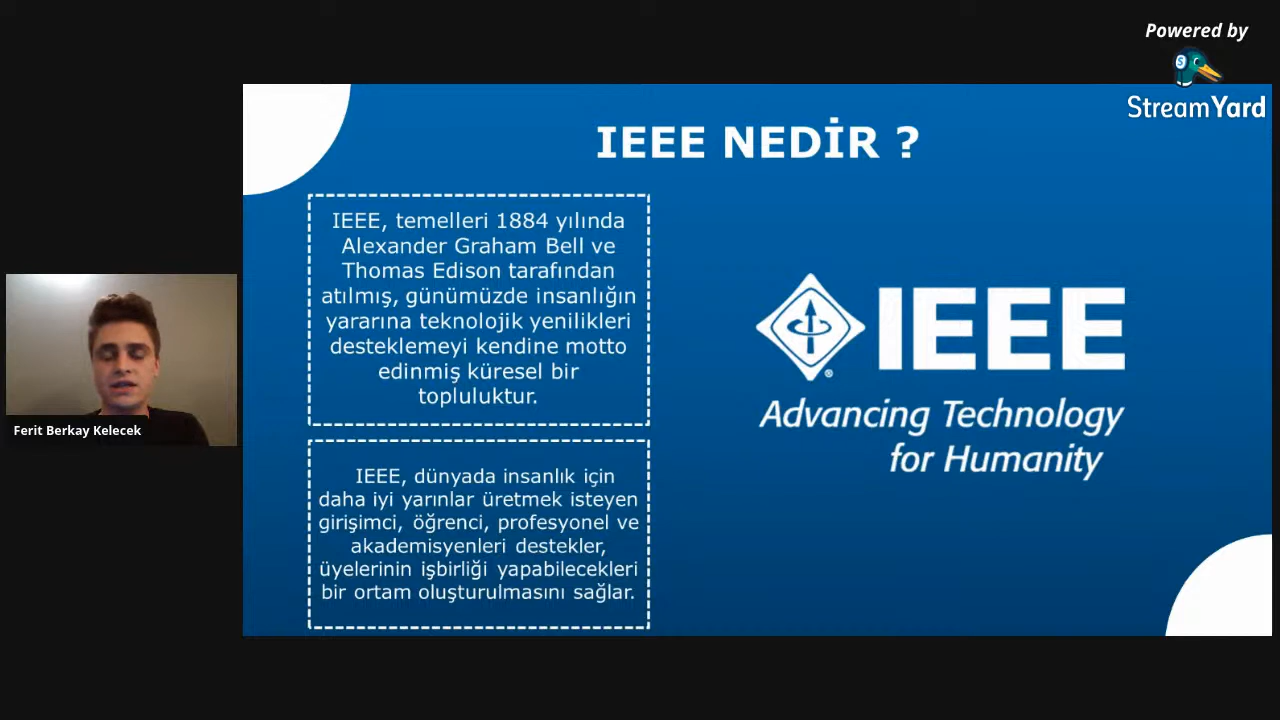 Powered by
StreamYard
IEEE NEDİR ?
IEEE, temelleri 1884 yılında
Alexander Graham Bell ve
Thomas Edison tarafından
atılmış, günümüzde insanlığın
yararına teknolojik yenilikleri
desteklemeyi kendine motto
edinmiş küresel bir
topluluktur.
IEEE, dünyada insanlık için
daha iyi yarınlar üretmek isteyen
girişimci, öğrenci, profesyonel ve
akademisyenleri destekler,
üyelerinin işbirliği yapabilecekleri
bir ortam oluşturulmasını sağlar.
IEEE
Advancing Technology
for Humanity
Ferit Berkay Kelecek